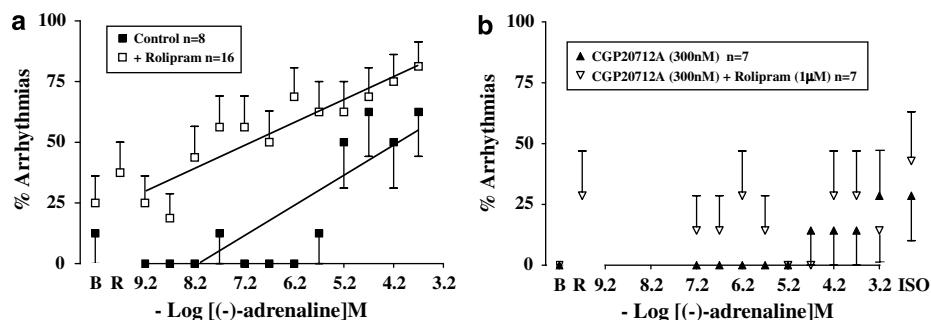 a
Control n=8
+ Rolipram n=16
% Arrhythmias
100
75
50
25
0
B R 9.2 8.2 7.2 6.2 5.2 4.2 3.2
- Log [(-)-adrenaline]M
b
CGP20712A (300nM) n=7
CGP20712A (300nM) + Rolipram (1µM) n=7
% Arrhythmias
100
75
50
25
0
B R 9.2 8.2 7.2 6.2 5.2 4.2 3.2 ISO
- Log [(-)-adrenaline]M